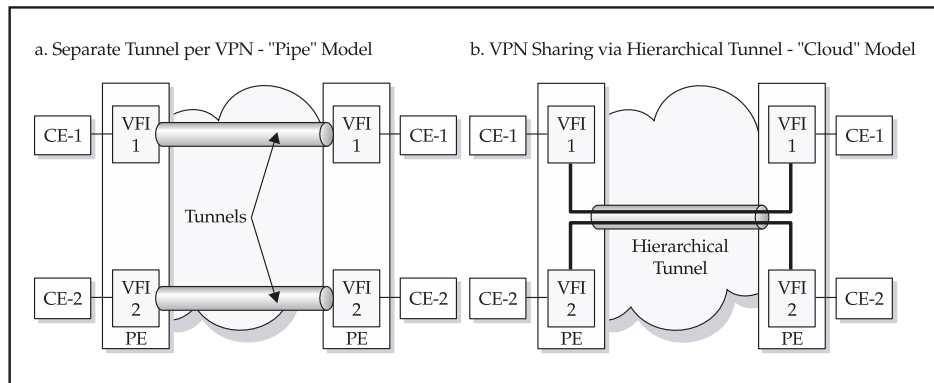 a. Separate Tunnel per VPN - "Pipe" Model
b. VPN Sharing via Hierarchical Tunnel - "Cloud" Model
CE-1
VFI
1
VFI
1
CE-1
Tunnels
CE-2
VFI
2
PE
VFI
2
PE
CE-2
CE-1
VFI
1
VFI
1
CE-1
Hierarchical
Tunnel
CE-2
VFI
2
PE
VFI
2
PE
CE-2